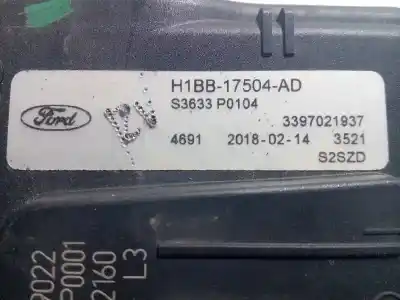 11
H1BB-17504-AD
S3633 P0104
Ford
3397021937
4691 2018-02-14 3521
S2SZD
9022
P0001
2160
L3